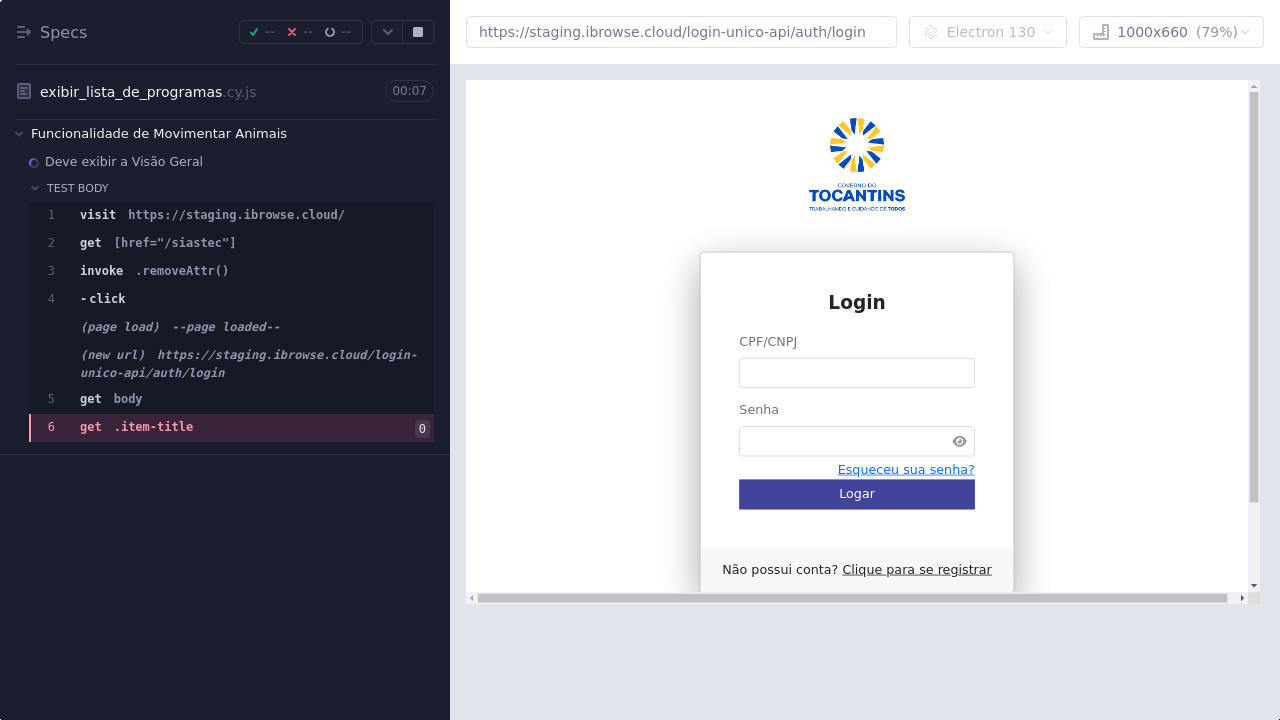 Specs
-- -- --
https://staging.ibrowse.cloud/login-unico-api/auth/login
Electron 130
1000x660 (79%)
exibir_lista_de_programas.cy.js
00:07
Funcionalidade de Movimentar Animais
Deve exibir a Visão Geral
TEST BODY
1 visit https://staging.ibrowse.cloud/
2 get [href="/siastec"]
3 invoke .removeAttr()
4 -click
(page load) --page loaded--
(new url) https://staging.ibrowse.cloud/login-
unico-api/auth/login
5 get body
6 get .item-title 0
GOVERNO DO
TOCANTINS
TRABALHANDO E CUIDANDO DE TODOS
Login
CPF/CNPJ
Senha
Esqueceu sua senha?
Logar
Não possui conta? Clique para se registrar